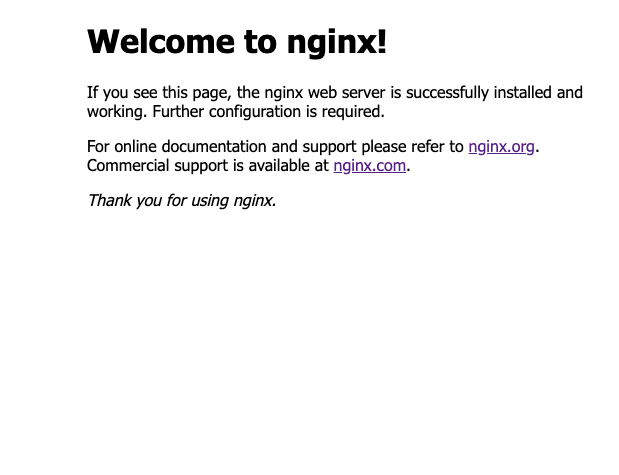 Welcome to nginx!
If you see this page, the nginx web server is successfully installed and
working. Further configuration is required.
For online documentation and support please refer to nginx.org.
Commercial support is available at nginx.com.
Thank you for using nginx.